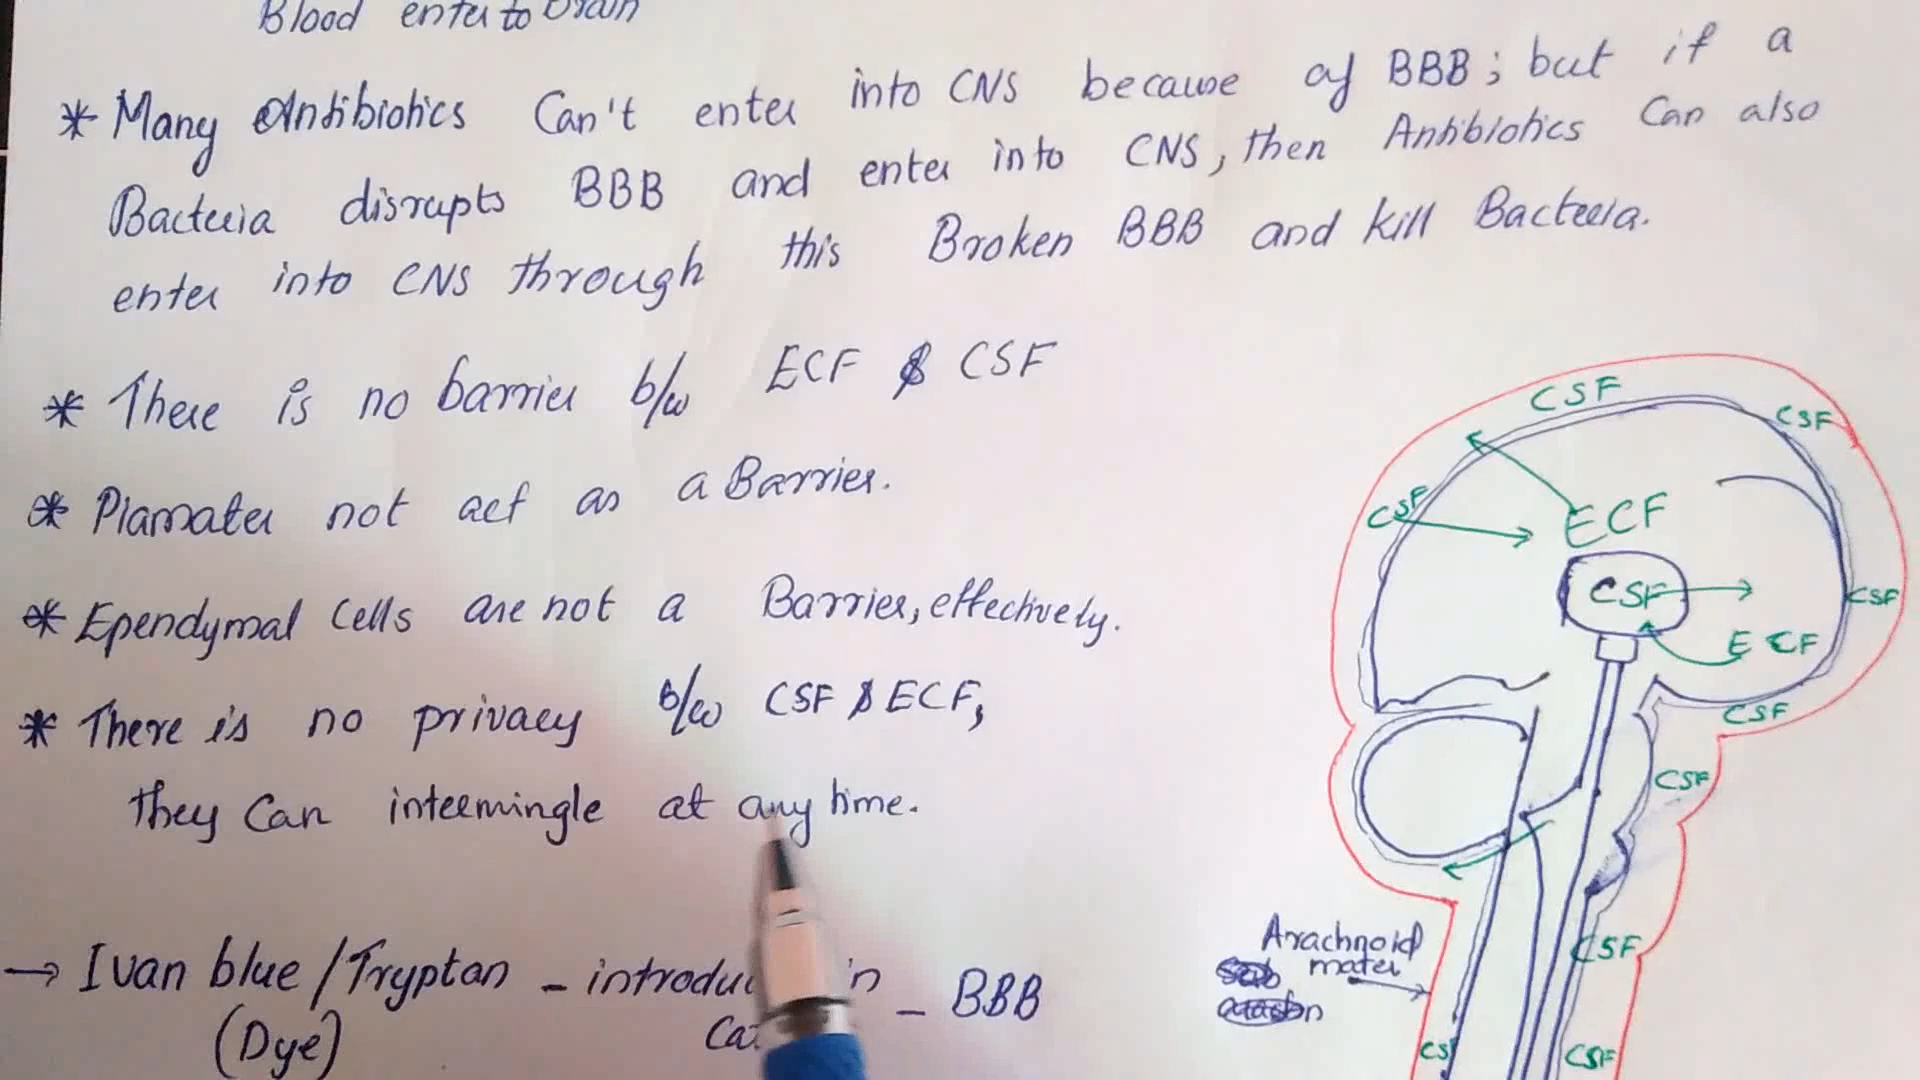 Blood enter to brain
* Many Antibiotics Can't enter into CNS because of BBB; but if a
Bacteria disrupts BBB and enter into CNS, then Antibiotics Can also
enter into CNS through this Broken BBB and kill Bacteria.
* There is no barrier b/w ECF & CSF
* Piamater not act as a Barrier.
* Ependymal Cells are not a Barrier, effectively.
* There is no privacy b/w CSF & ECF,
they Can intermingle at any time.
→ Ivan blue / Tryptan - introdu in - BBB
(Dye)
CSF
CSF
CSF
ECF
CSF
CSF
ECF
CSF
CSF
Arachnoid
mater
CSF
CSF